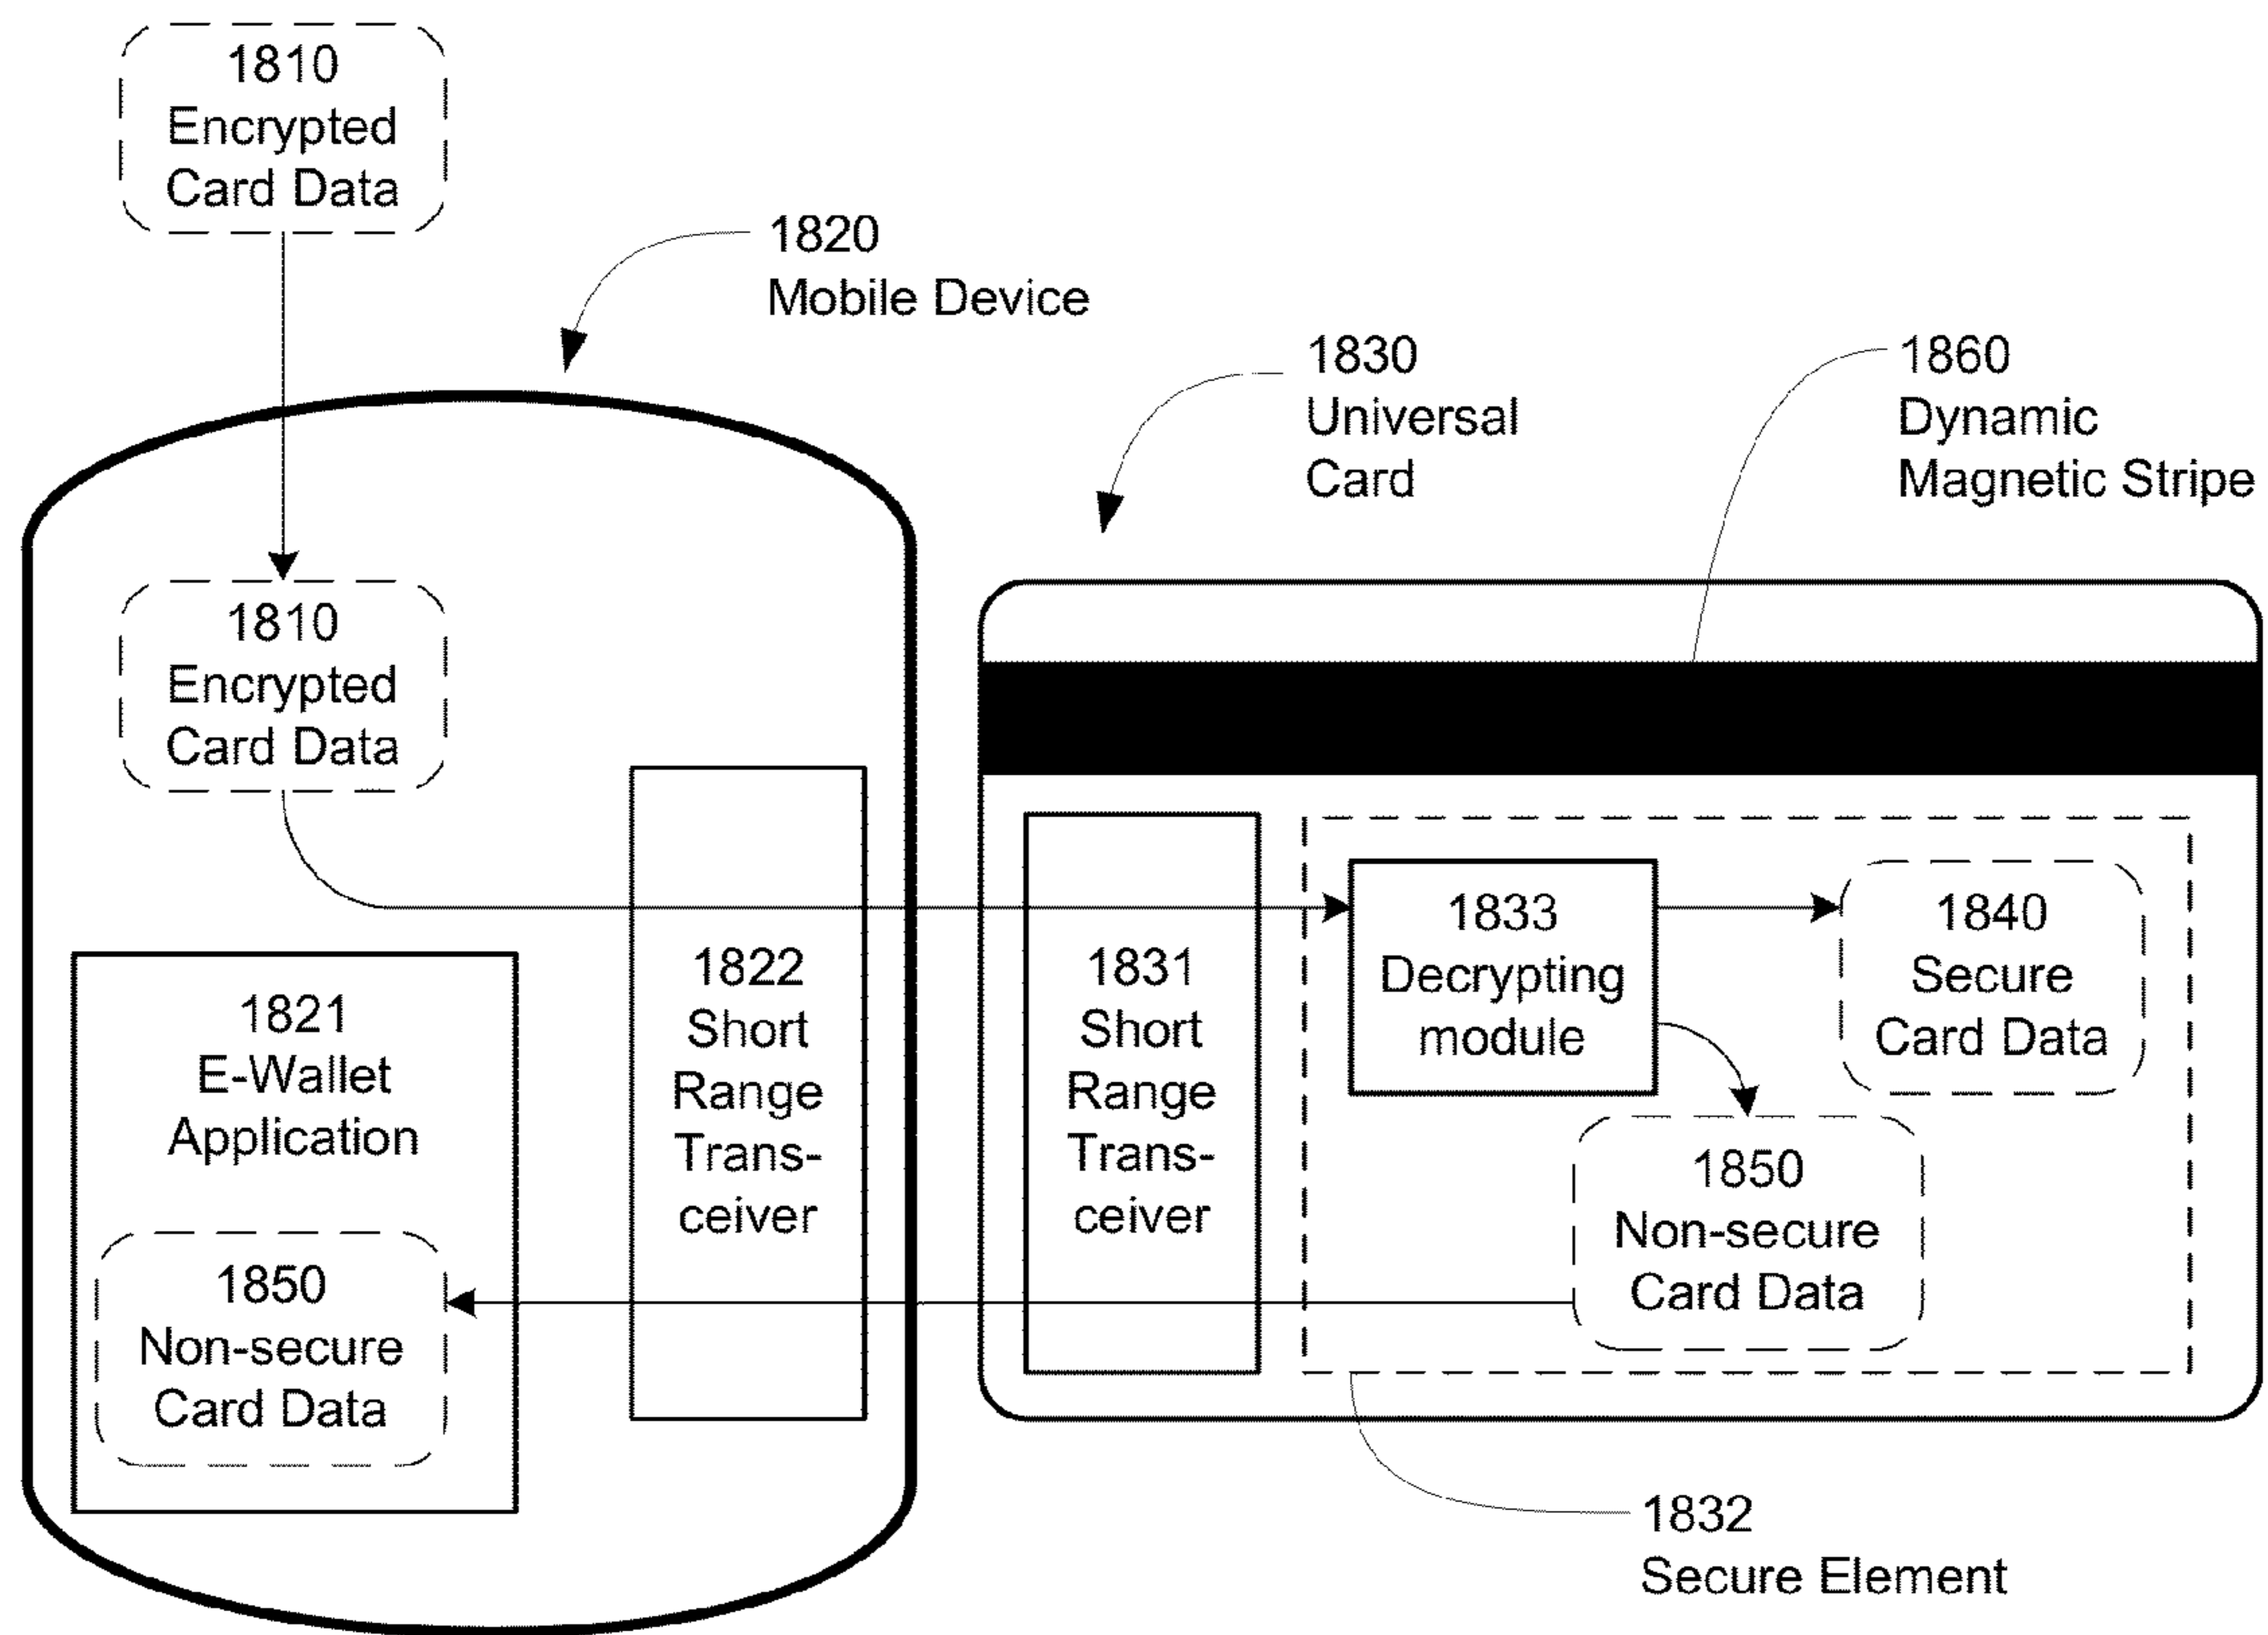 1810
Encrypted
Card Data
1820
Mobile Device
1830
Universal
Card
1860
Dynamic
Magnetic Stripe
1810
Encrypted
Card Data
1821
E-Wallet
Application
1850
Non-secure
Card Data
1822
Short
Range
Trans-
ceiver
1831
Short
Range
Trans-
ceiver
1833
Decrypting
module
1840
Secure
Card Data
1850
Non-secure
Card Data
1832
Secure Element